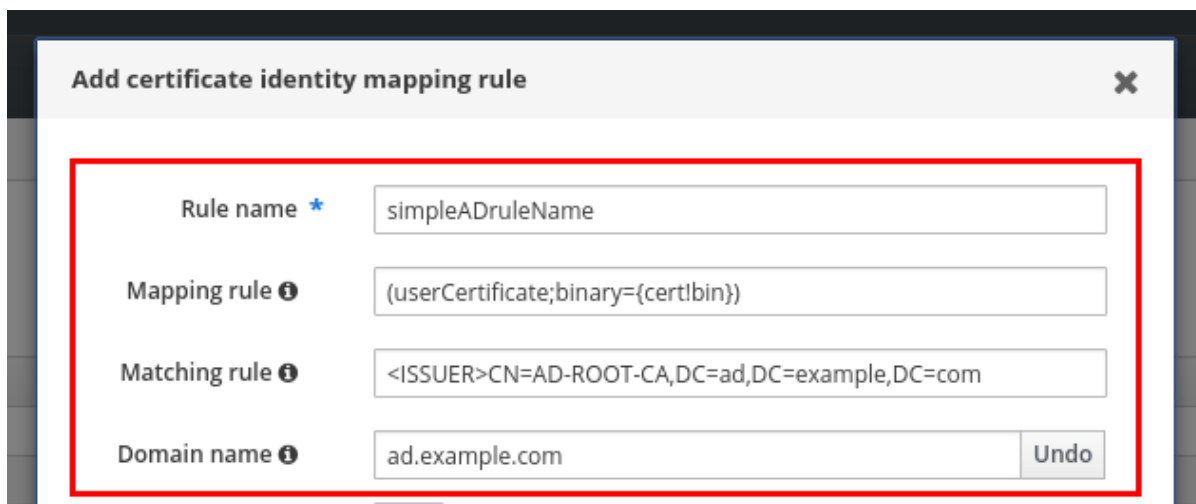 Add certificate identity mapping rule
Rule name *
simpleADruleName
Mapping rule
(userCertificate;binary={cert!bin})
Matching rule
<ISSUER>CN=AD-ROOT-CA,DC=ad,DC=example,DC=com
Domain name
ad.example.com
Undo